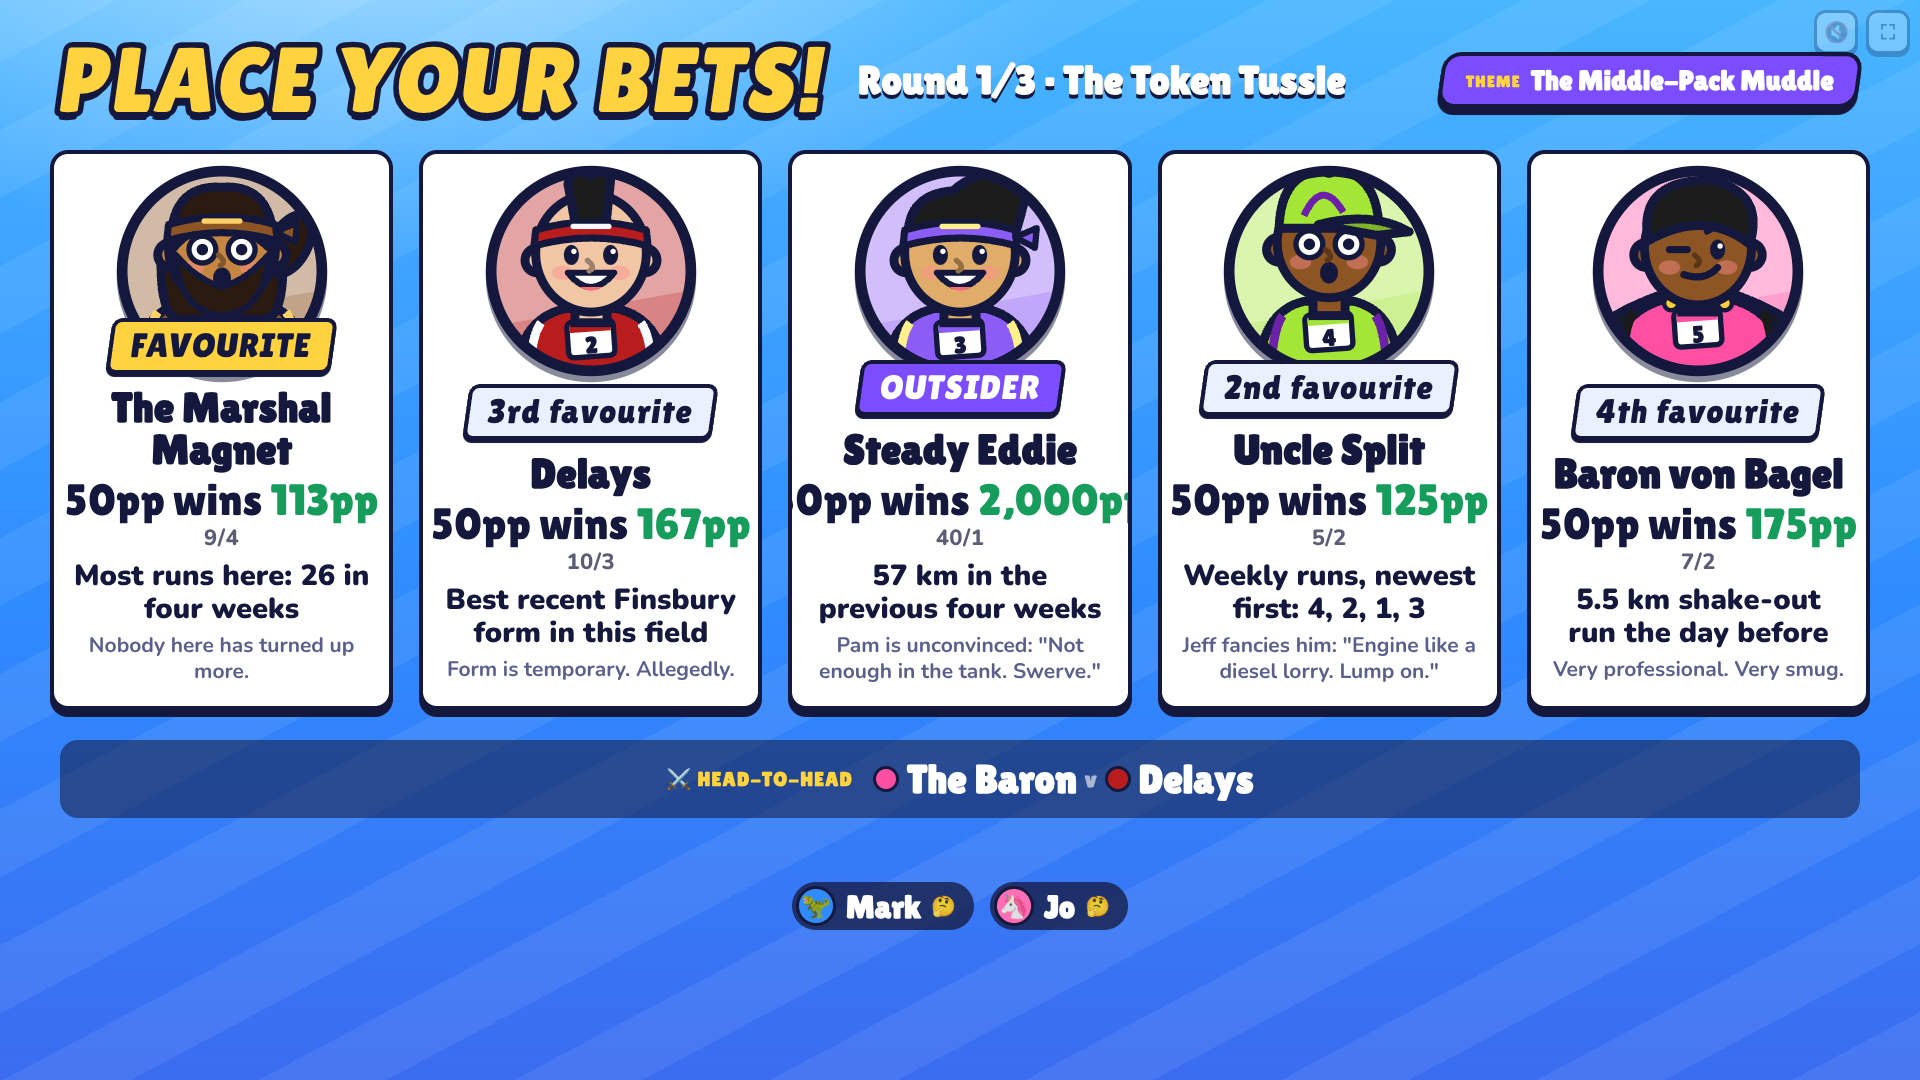 PLACE YOUR BETS!
Round 1/3 · The Token Tussle
THEME The Middle-Pack Muddle
FAVOURITE
The Marshal
Magnet
50pp wins 113pp
9/4
Most runs here: 26 in
four weeks
Nobody here has turned up
more.
2
3rd favourite
Delays
50pp wins 167pp
10/3
Best recent Finsbury
form in this field
Form is temporary. Allegedly.
3
OUTSIDER
Steady Eddie
0pp wins 2,000p
40/1
57 km in the
previous four weeks
Pam is unconvinced: "Not
enough in the tank. Swerve."
4
2nd favourite
Uncle Split
50pp wins 125pp
5/2
Weekly runs, newest
first: 4, 2, 1, 3
Jeff fancies him: "Engine like a
diesel lorry. Lump on."
5
4th favourite
Baron von Bagel
50pp wins 175pp
7/2
5.5 km shake-out
run the day before
Very professional. Very smug.
HEAD-TO-HEAD The Baron v Delays
Mark
Jo